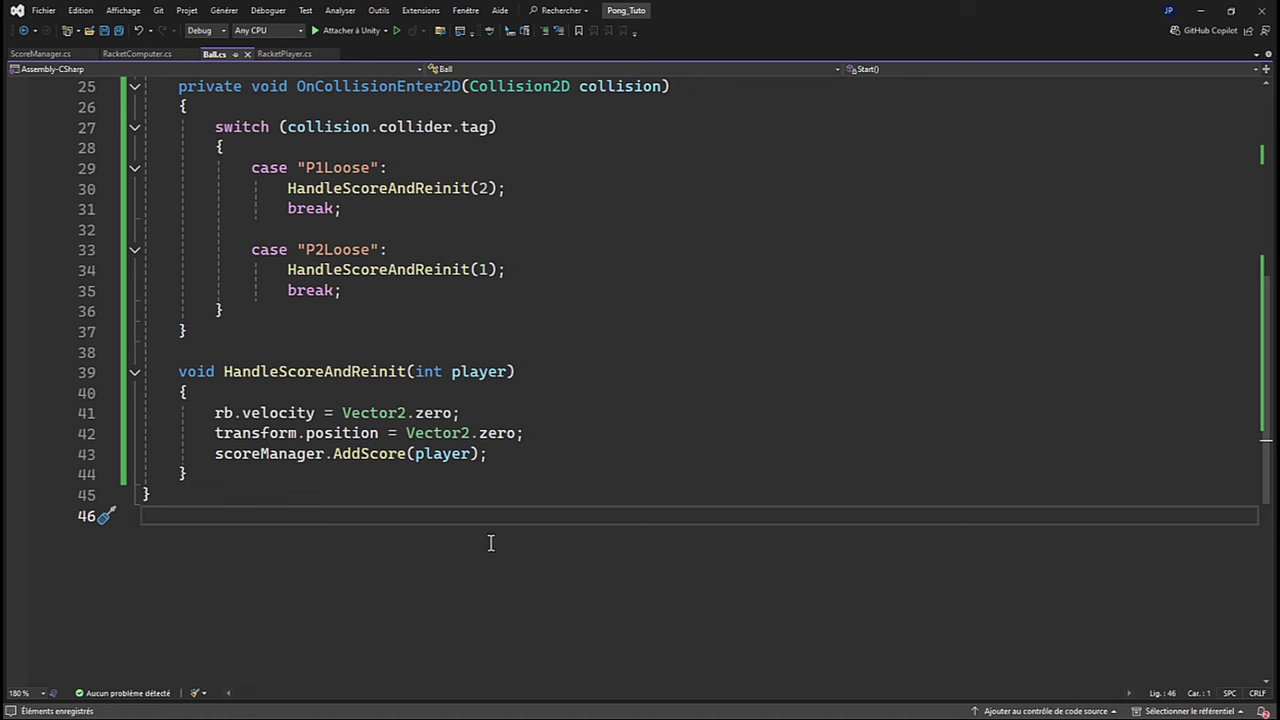 Fichier Edition Affichage Git Projet Générer Déboguer Test Analyser Outils Extensions Fenêtre Aide Rechercher Pong_Tuto JP
Debug Any CPU Attacher à Unity GitHub Copilot
ScoreManager.cs RacketComputer.cs Ball.cs RacketPlayer.cs
Assembly-CSharp Ball Start()
25 private void OnCollisionEnter2D(Collision2D collision)
26 {
27 switch (collision.collider.tag)
28 {
29 case "P1Loose":
30 HandleScoreAndReinit(2);
31 break;
32
33 case "P2Loose":
34 HandleScoreAndReinit(1);
35 break;
36 }
37 }
38
39 void HandleScoreAndReinit(int player)
40 {
41 rb.velocity = Vector2.zero;
42 transform.position = Vector2.zero;
43 scoreManager.AddScore(player);
44 }
45 }
46
180 % Aucun problème détecté Lig. : 46 Car. : 1 SPC CRLF
Éléments enregistrés Ajouter au contrôle de code source Sélectionner le référentiel 2